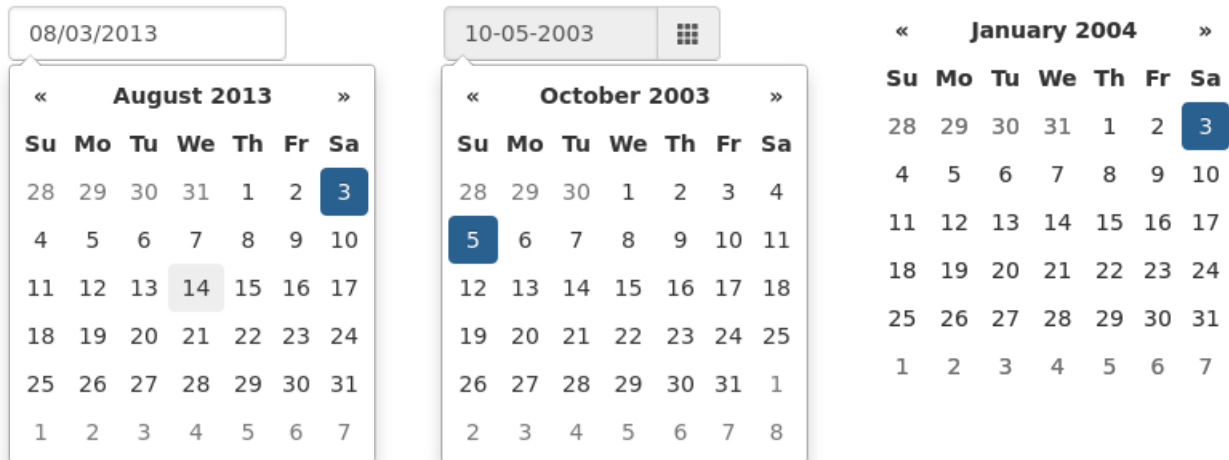 08/03/2013
« August 2013 »
Su Mo Tu We Th Fr Sa
28 29 30 31 1 2 3
4 5 6 7 8 9 10
11 12 13 14 15 16 17
18 19 20 21 22 23 24
25 26 27 28 29 30 31
1 2 3 4 5 6 7
10-05-2003
« October 2003 »
Su Mo Tu We Th Fr Sa
28 29 30 1 2 3 4
5 6 7 8 9 10 11
12 13 14 15 16 17 18
19 20 21 22 23 24 25
26 27 28 29 30 31 1
2 3 4 5 6 7 8
« January 2004 »
Su Mo Tu We Th Fr Sa
28 29 30 31 1 2 3
4 5 6 7 8 9 10
11 12 13 14 15 16 17
18 19 20 21 22 23 24
25 26 27 28 29 30 31
1 2 3 4 5 6 7